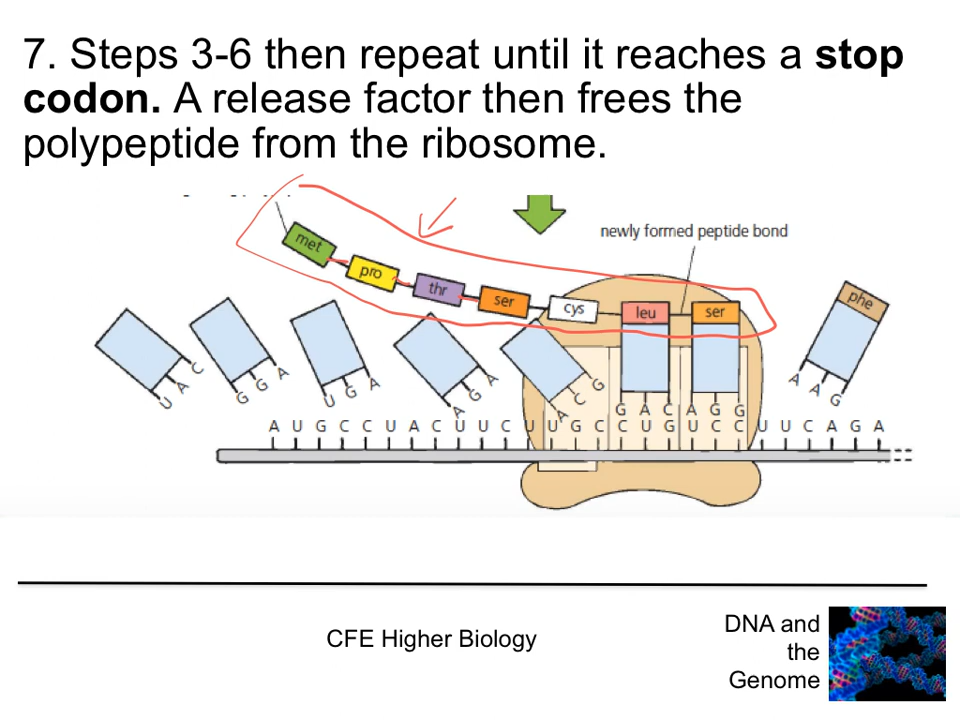 7. Steps 3-6 then repeat until it reaches a stop
codon. A release factor then frees the
polypeptide from the ribosome.
newly formed peptide bond
met
pro
thr
ser
cys
leu
ser
phe
U A C
G G A
U G A
A G A
A C G
G A C A G G
A A G
A U G C C U A C U U C U U G C C U G U C C U U C A G A
CFE Higher Biology
DNA and
the
Genome